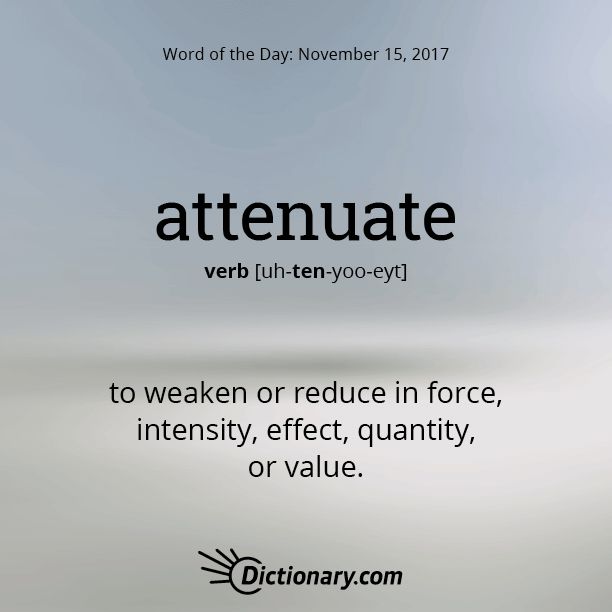 Word of the Day: November 15, 2017
attenuate
verb [uh-ten-yoo-eyt]
to weaken or reduce in force,
intensity, effect, quantity,
or value.
Dictionary.com